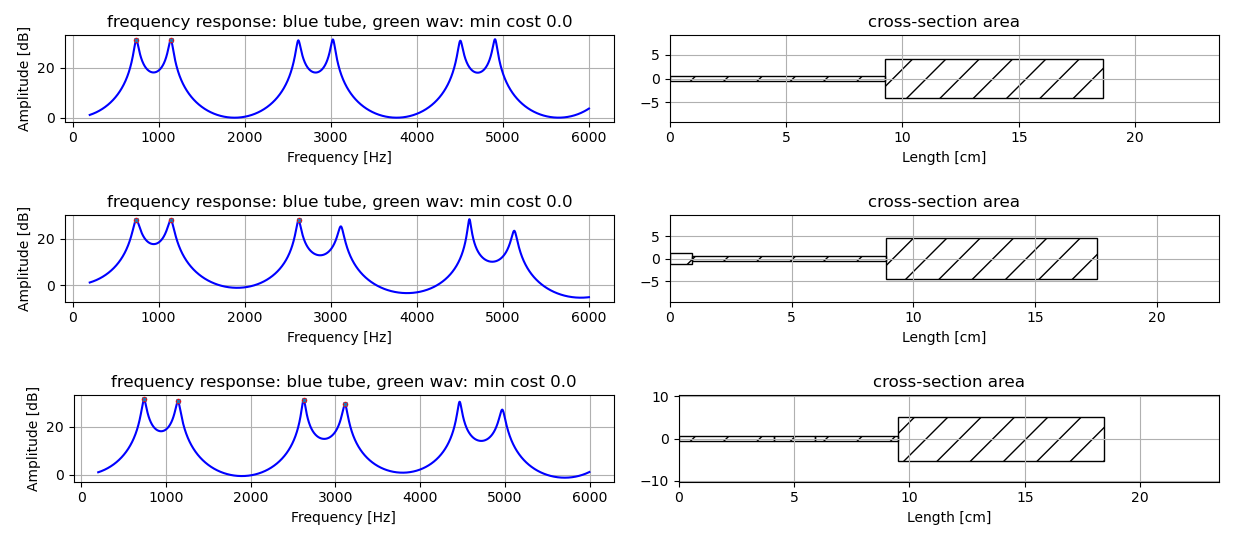 frequency response: blue tube, green wav: min cost 0.0
cross-section area
Amplitude [dB]
20
0
5
0
−5
0 1000 2000 3000 4000 5000 6000
0 5 10 15 20
Frequency [Hz]
Length [cm]
frequency response: blue tube, green wav: min cost 0.0
cross-section area
Amplitude [dB]
20
0
5
0
−5
0 1000 2000 3000 4000 5000 6000
0 5 10 15 20
Frequency [Hz]
Length [cm]
frequency response: blue tube, green wav: min cost 0.0
cross-section area
Amplitude [dB]
20
0
10
0
−10
0 1000 2000 3000 4000 5000 6000
0 5 10 15 20
Frequency [Hz]
Length [cm]